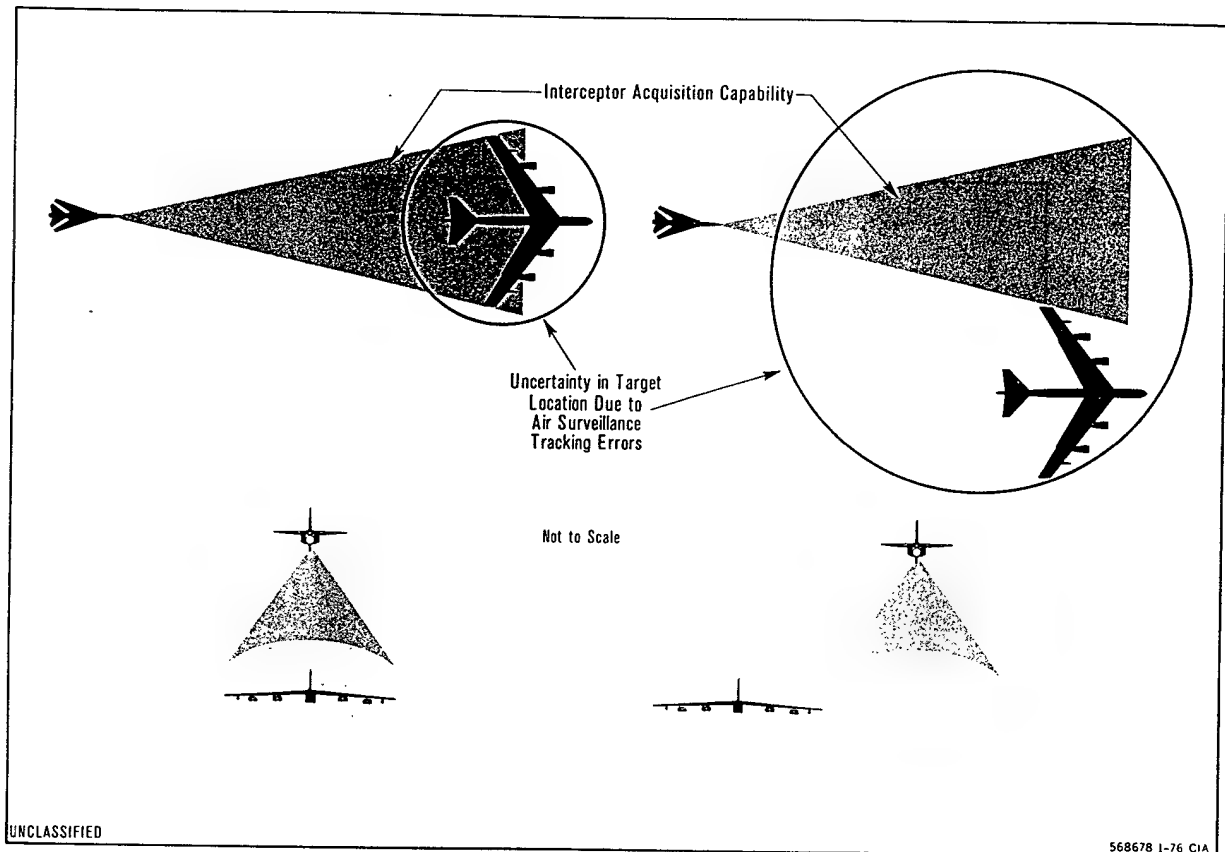 Interceptor Acquisition Capability
Uncertainty in Target
Location Due to
Air Surveillance
Tracking Errors
Not to Scale
UNCLASSIFIED
568678 1-76 CIA